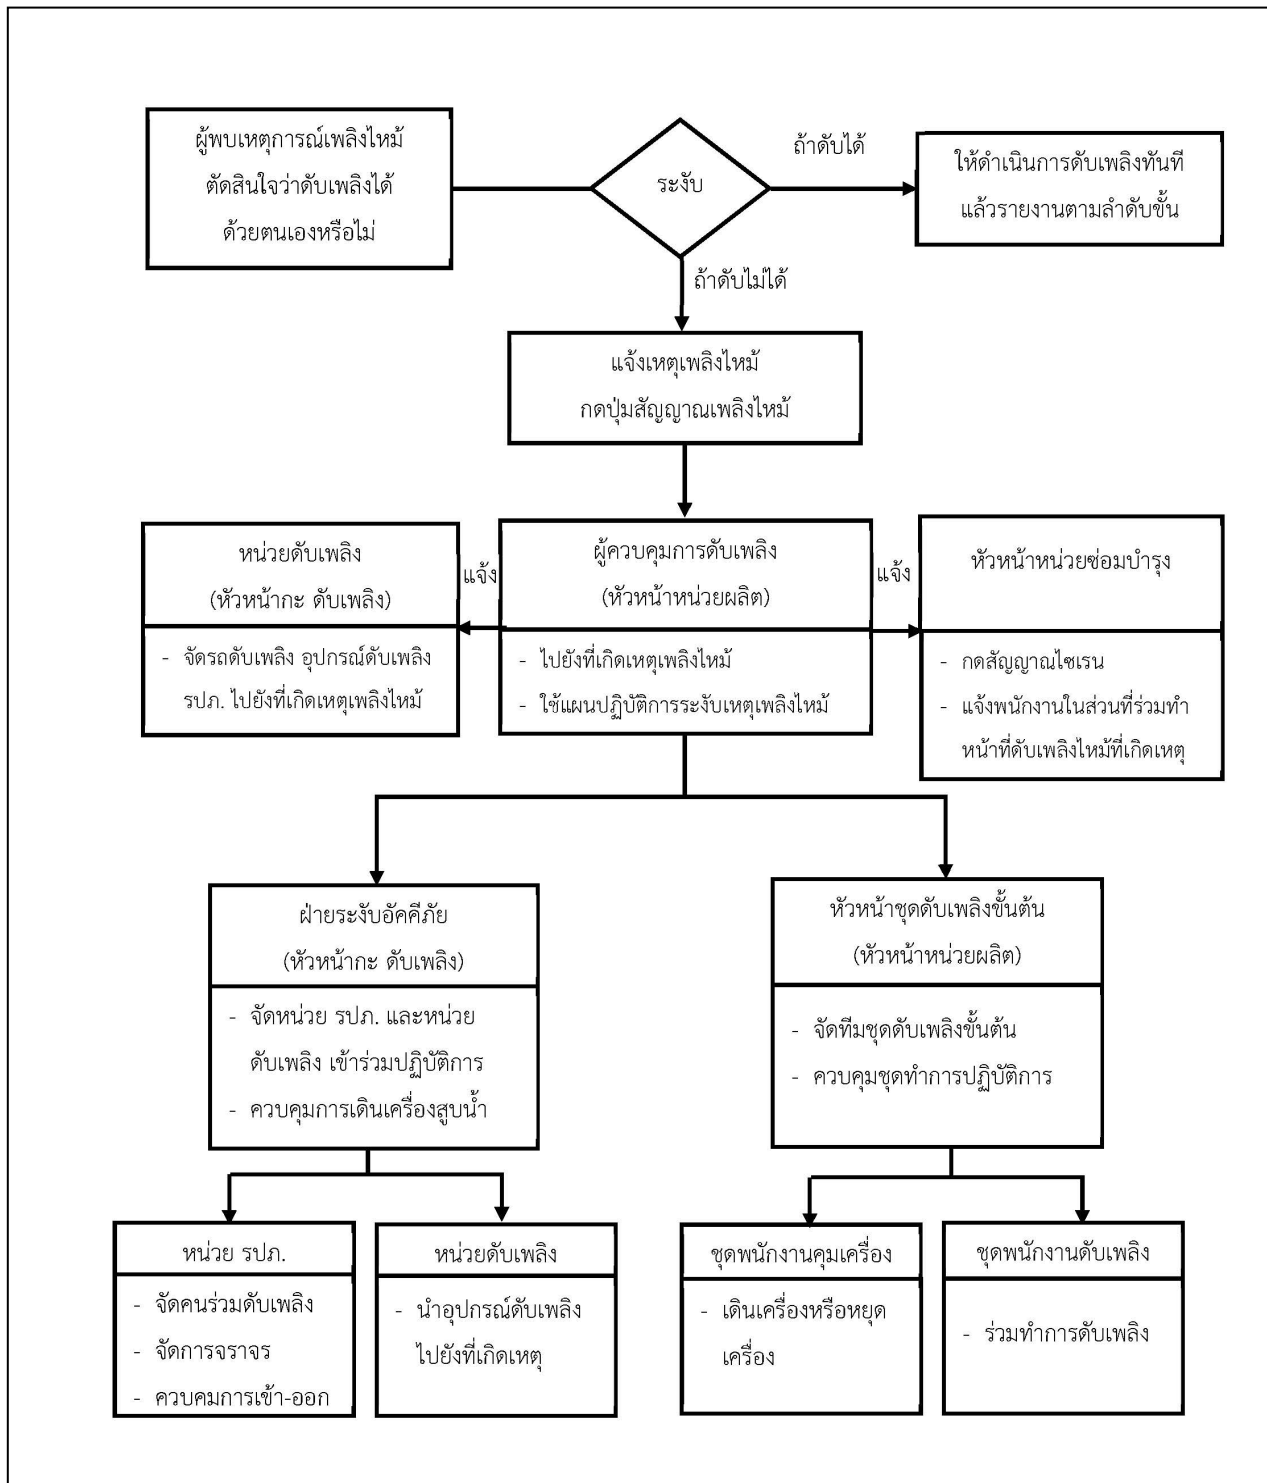 ผู้พบเหตุการณ์เพลิงไหม้
ตัดสินใจว่าดับเพลิงได้
ด้วยตนเองหรือไม่
ระงับ
ถ้าดับได้
ให้ดำเนินการดับเพลิงทันที
แล้วรายงานตามลำดับขั้น
ถ้าดับไม่ได้
แจ้งเหตุเพลิงไหม้
กดปุ่มสัญญาณเพลิงไหม้
หน่วยดับเพลิง
(หัวหน้ากะ ดับเพลิง)
- จัดรถดับเพลิง อุปกรณ์ดับเพลิง
รปภ. ไปยังที่เกิดเหตุเพลิงไหม้
แจ้ง
ผู้ควบคุมการดับเพลิง
(หัวหน้าหน่วยผลิต)
- ไปยังที่เกิดเหตุเพลิงไหม้
- ใช้แผนปฏิบัติการระงับเหตุเพลิงไหม้
แจ้ง
หัวหน้าหน่วยซ่อมบำรุง
- กดสัญญาณไซเรน
- แจ้งพนักงานในส่วนที่ร่วมทำ
หน้าที่ดับเพลิงไหม้ที่เกิดเหตุ
ฝ่ายระงับอัคคีภัย
(หัวหน้ากะ ดับเพลิง)
- จัดหน่วย รปภ. และหน่วย
ดับเพลิง เข้าร่วมปฏิบัติการ
- ควบคุมการเดินเครื่องสูบน้ำ
หัวหน้าชุดดับเพลิงขั้นต้น
(หัวหน้าหน่วยผลิต)
- จัดทีมชุดดับเพลิงขั้นต้น
- ควบคุมชุดทำการปฏิบัติการ
หน่วย รปภ.
- จัดคนร่วมดับเพลิง
- จัดการจราจร
- ควบคมการเข้า-ออก
หน่วยดับเพลิง
- นำอุปกรณ์ดับเพลิง
ไปยังที่เกิดเหตุ
ชุดพนักงานคุมเครื่อง
- เดินเครื่องหรือหยุด
เครื่อง
ชุดพนักงานดับเพลิง
- ร่วมทำการดับเพลิง